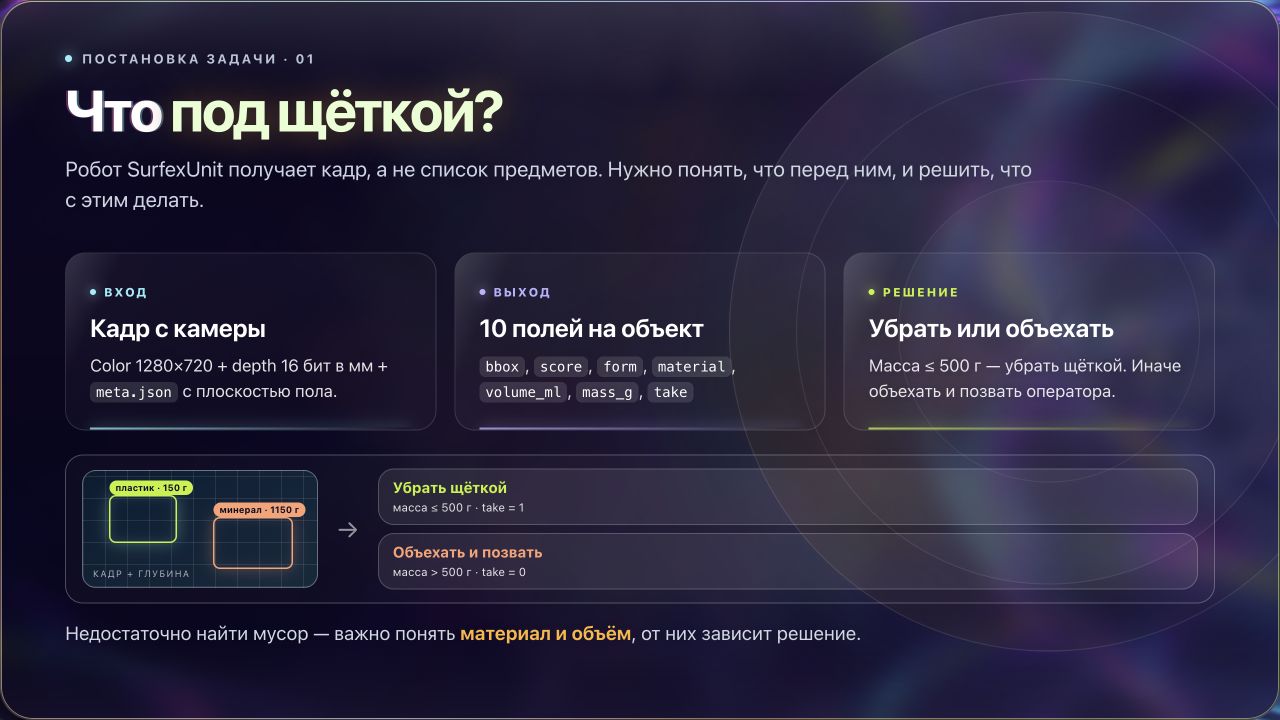 ПОСТАНОВКА ЗАДАЧИ · 01
Что под щёткой?
Робот SurfexUnit получает кадр, а не список предметов. Нужно понять, что перед ним, и решить, что
с этим делать.
ВХОД
Кадр с камеры
Color 1280×720 + depth 16 бит в мм +
meta.json с плоскостью пола.
ВЫХОД
10 полей на объект
bbox, score, form, material,
volume_ml, mass_g, take
РЕШЕНИЕ
Убрать или объехать
Масса ≤ 500 г — убрать щёткой. Иначе
объехать и позвать оператора.
пластик · 150 г
минерал · 1150 г
КАДР + ГЛУБИНА
→
Убрать щёткой
масса ≤ 500 г · take = 1
Объехать и позвать
масса > 500 г · take = 0
Недостаточно найти мусор — важно понять материал и объём, от них зависит решение.